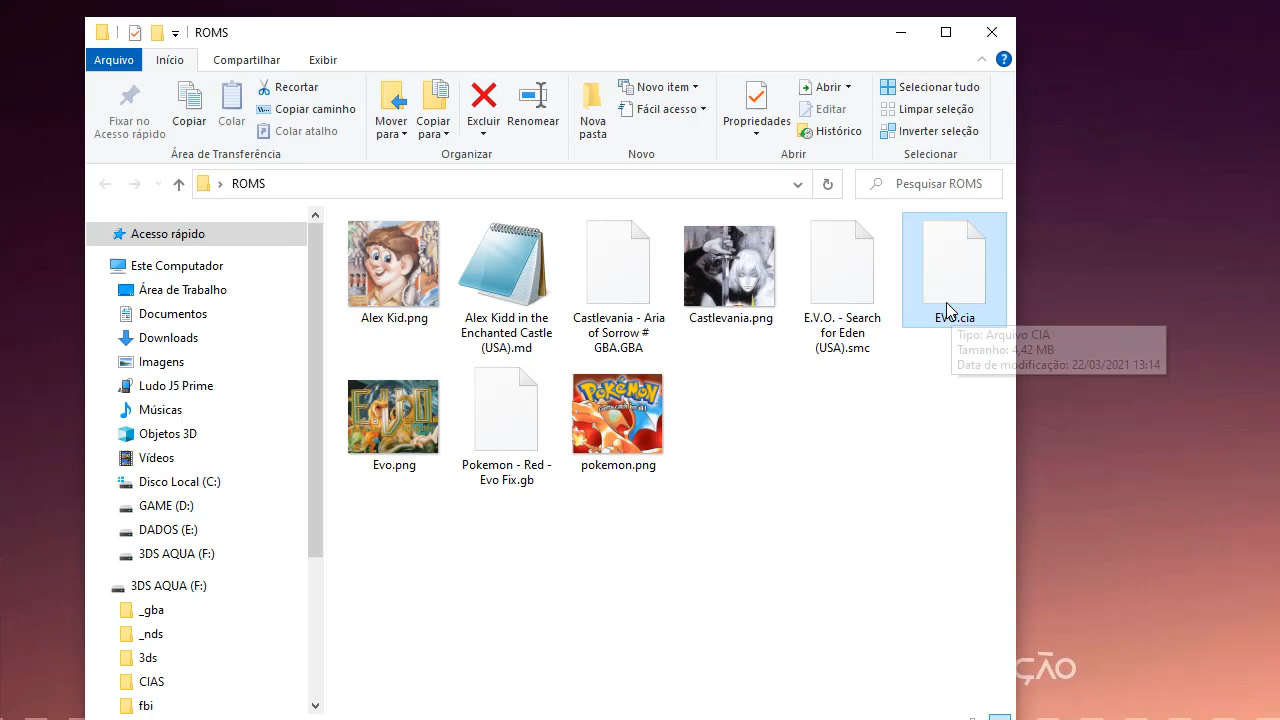 ROMS
Arquivo Início Compartilhar Exibir
Fixar no
Acesso rápido
Copiar
Colar
Recortar
Copiar caminho
Colar atalho
Área de Transferência
Mover
para
Copiar
para
Excluir
Renomear
Organizar
Nova
pasta
Novo item
Fácil acesso
Novo
Propriedades
Abrir
Editar
Histórico
Abrir
Selecionar tudo
Limpar seleção
Inverter seleção
Selecionar
ROMS
Pesquisar ROMS
Acesso rápido
Este Computador
Área de Trabalho
Documentos
Downloads
Imagens
Ludo J5 Prime
Músicas
Objetos 3D
Vídeos
Disco Local (C:)
GAME (D:)
DADOS (E:)
3DS AQUA (F:)
3DS AQUA (F:)
_gba
_nds
3ds
CIAS
fbi
Alex Kid.png
Alex Kidd in the
Enchanted Castle
(USA).md
Castlevania - Aria
of Sorrow #
GBA.GBA
Castlevania.png
E.V.O. - Search
for Eden
(USA).smc
EVO.cia
Tipo: Arquivo CIA
Tamanho: 4,42 MB
Data de modificação: 22/03/2021 13:14
Evo.png
Pokemon - Red -
Evo Fix.gb
POKéMON
pokemon.png
ÇÃO